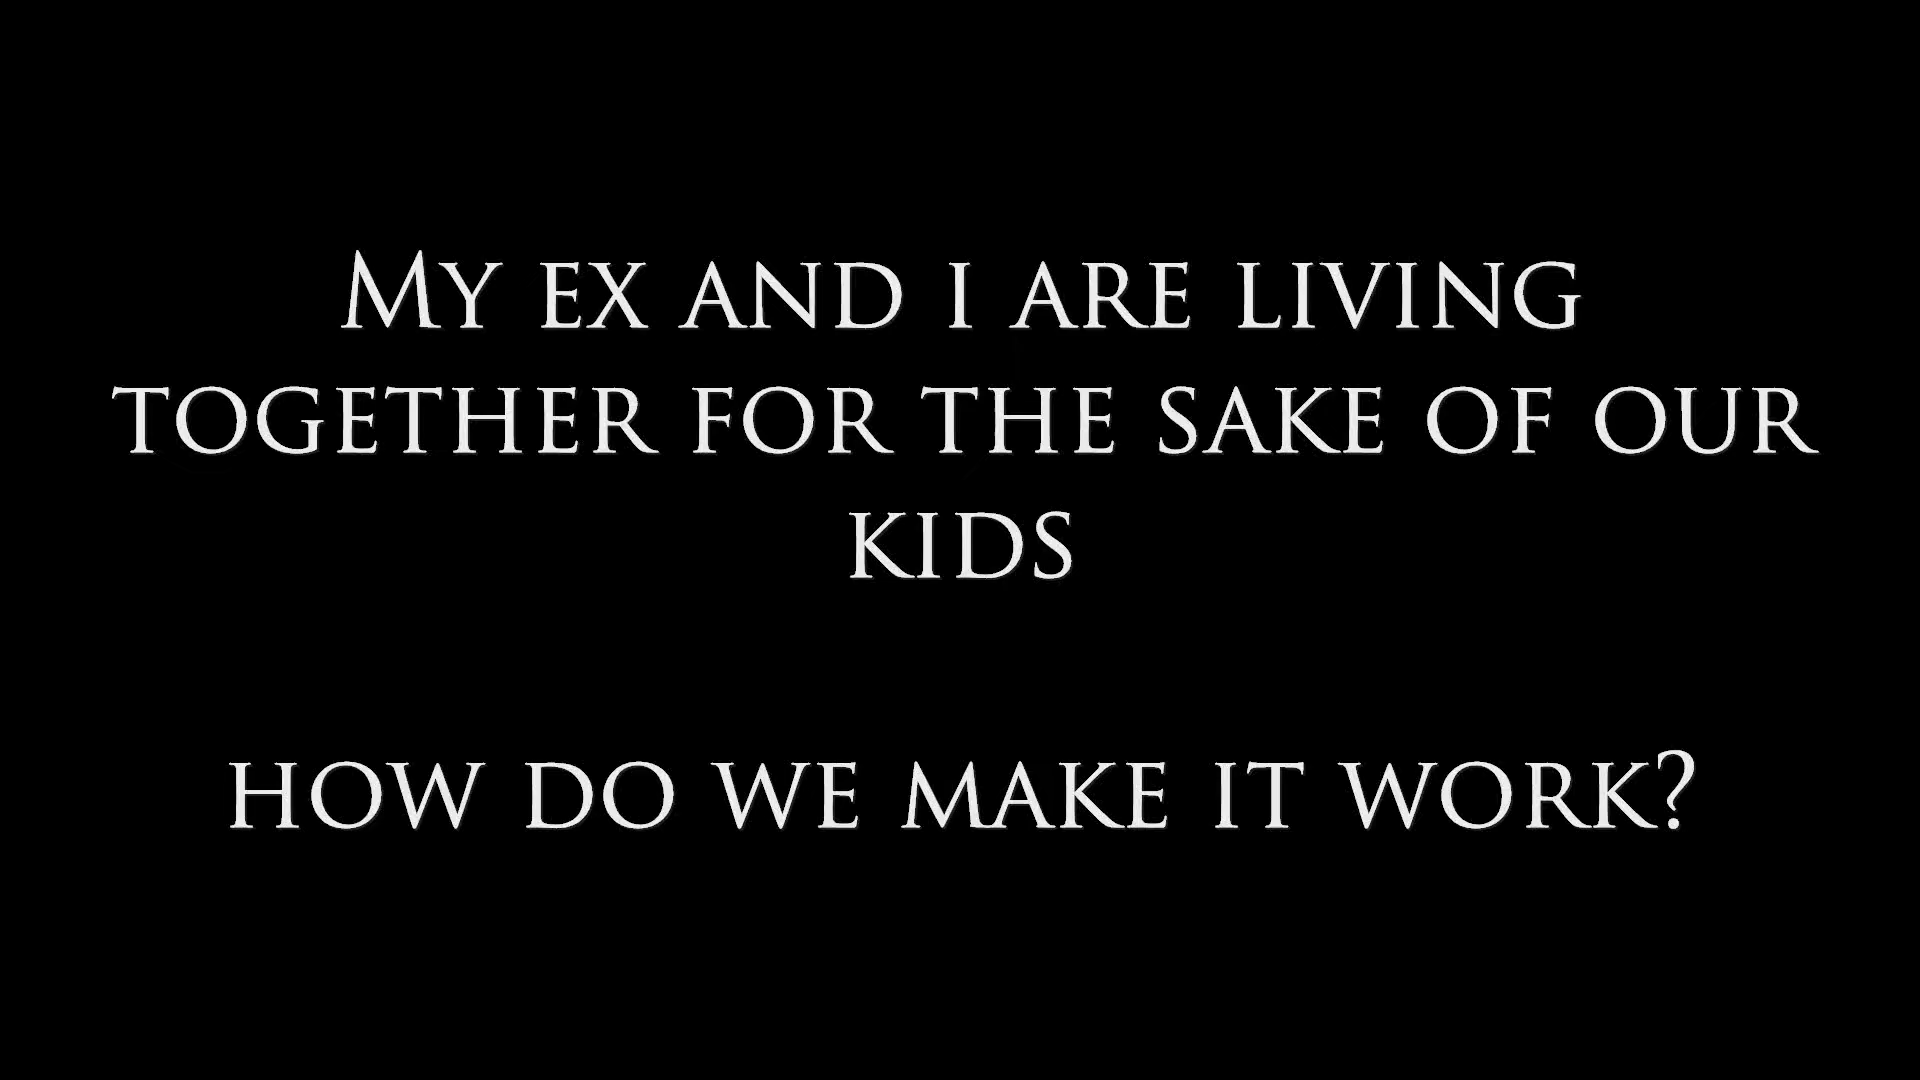 My ex and i are living
together for the sake of our
kids
how do we make it work?